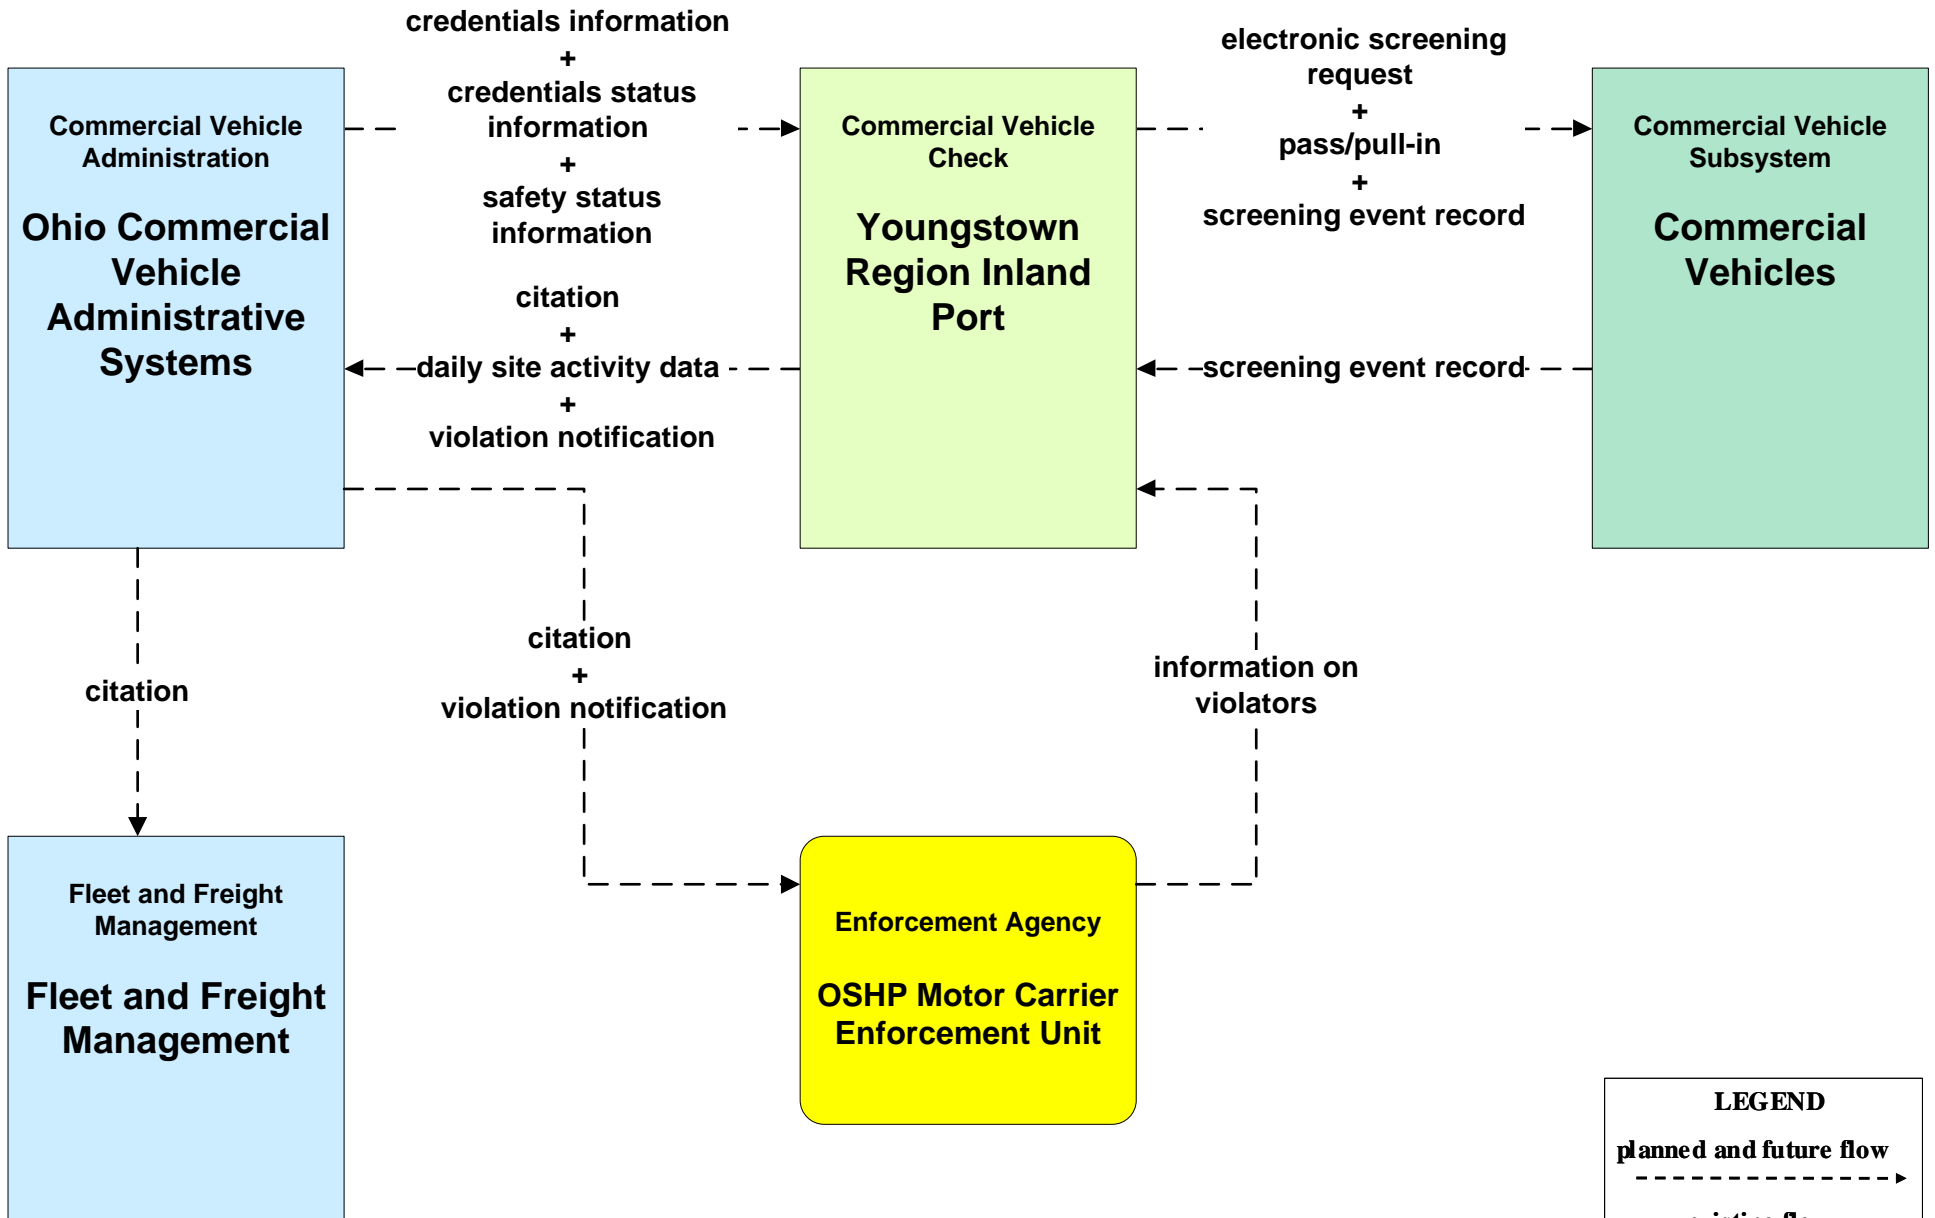 credentials information
+
credentials status
information
+
safety status
information
electronic screening
request
+
pass/pull-in
+
screening event record
Commercial Vehicle
Administration
Ohio Commercial
Vehicle
Administrative
Systems
Commercial Vehicle
Check
Youngstown
Region Inland
Port
Commercial Vehicle
Subsystem
Commercial
Vehicles
citation
+
daily site activity data
+
violation notification
screening event record
citation
citation
+
violation notification
information on
violators
Fleet and Freight
Management
Fleet and Freight
Management
Enforcement Agency
OSHP Motor Carrier
Enforcement Unit
LEGEND
planned and future flow